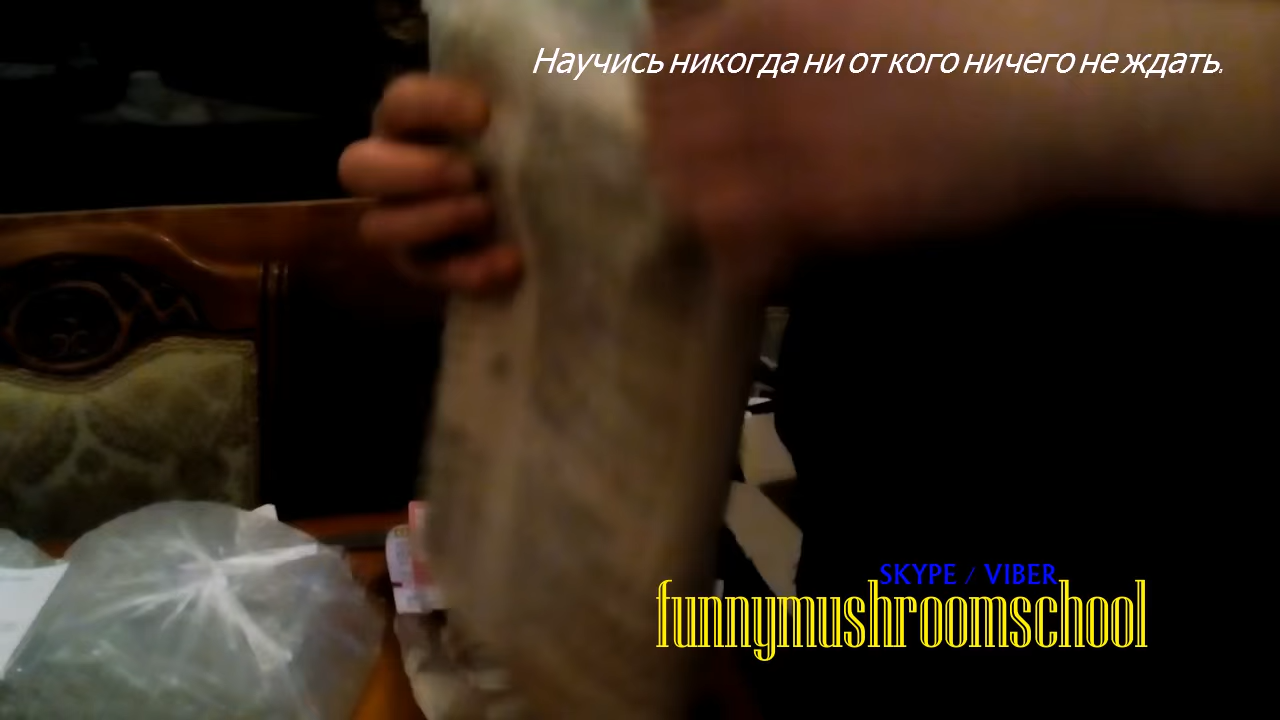 Научись никогда ни от кого ничего не ждать.
SKYPE / VIBER
funnymushroomschool